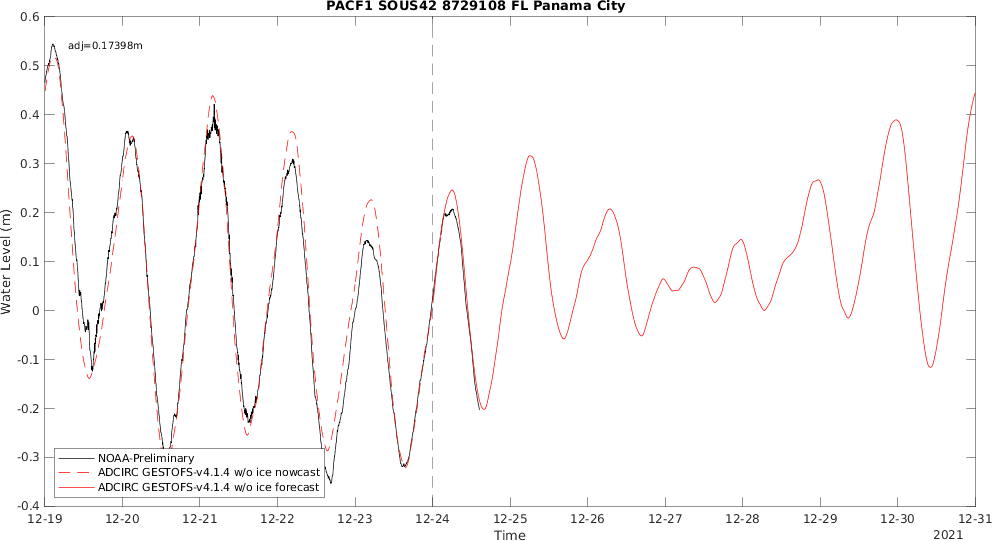 PACF1 SOUS42 8729108 FL Panama City
adj=0.17398m
Water Level (m)
0.6
0.5
0.4
0.3
0.2
0.1
0
-0.1
-0.2
-0.3
-0.4
NOAA-Preliminary
ADCIRC GESTOFS-v4.1.4 w/o ice nowcast
ADCIRC GESTOFS-v4.1.4 w/o ice forecast
12-19 12-20 12-21 12-22 12-23 12-24 12-25 12-26 12-27 12-28 12-29 12-30 12-31
Time
2021